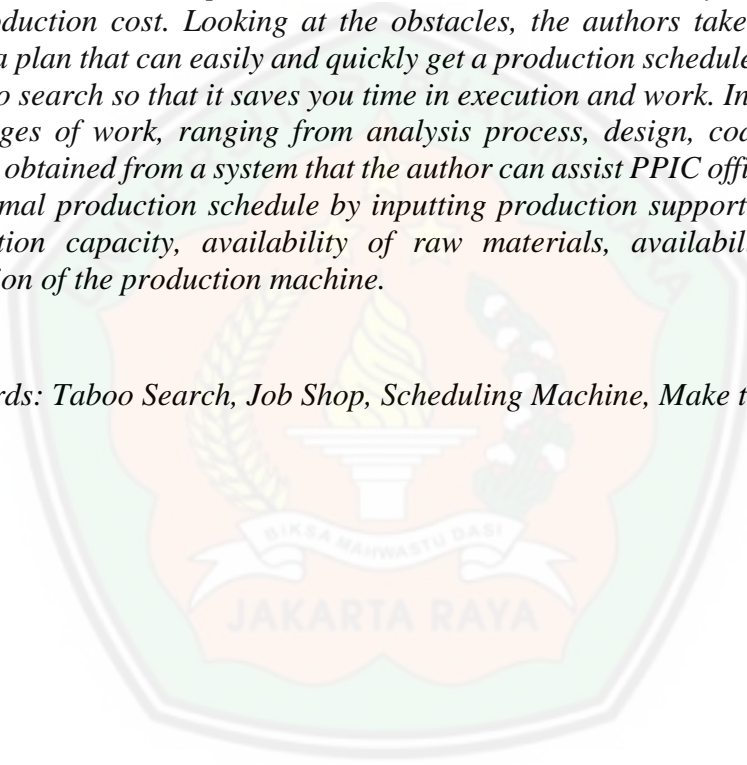 duction cost. Looking at the obstacles, the authors take
a plan that can easily and quickly get a production schedule
o search so that it saves you time in execution and work. In
ges of work, ranging from analysis process, design, co
obtained from a system that the author can assist PPIC offi
mal production schedule by inputting production support
tion capacity, availability of raw materials, availabil
ion of the production machine.
rds: Taboo Search, Job Shop, Scheduling Machine, Make t
BIKSA MAHWASTU DASI
JAKARTA RAYA